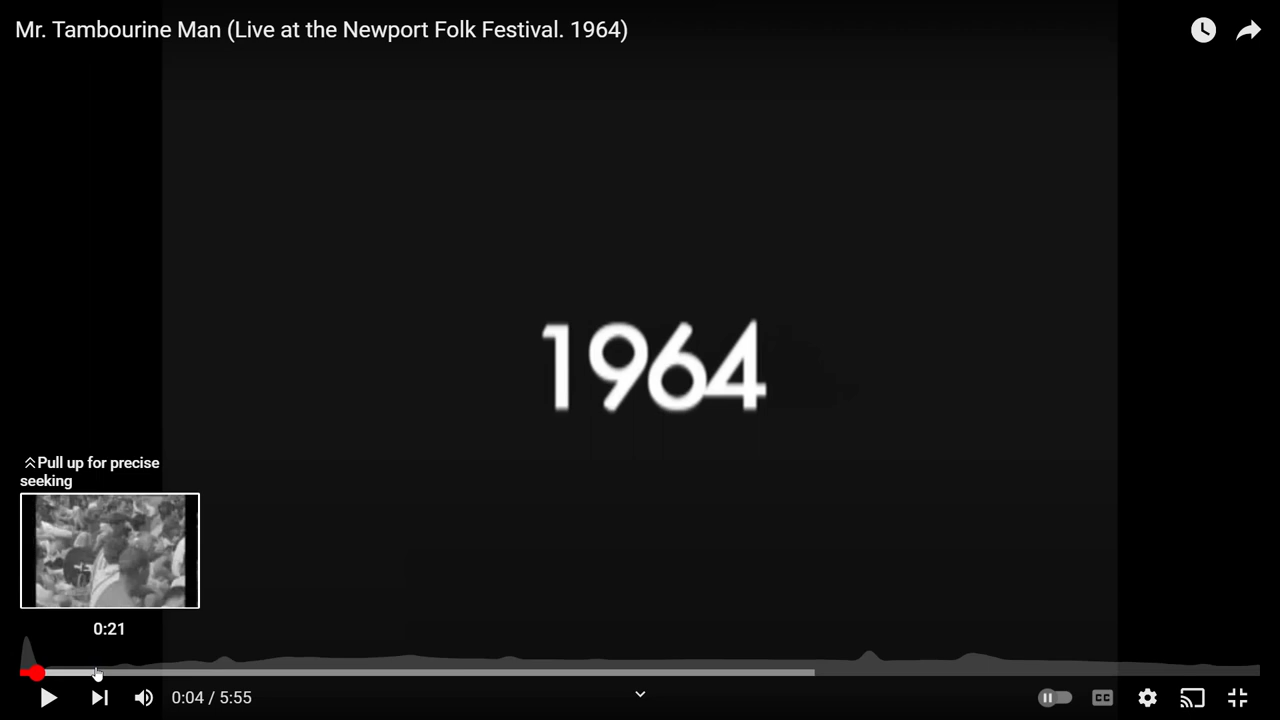 Mr. Tambourine Man (Live at the Newport Folk Festival. 1964)
1964
Pull up for precise
seeking
0:21
0:04 / 5:55
CC